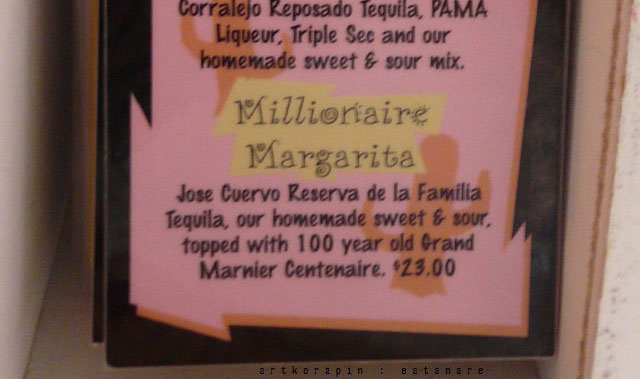 Corralejo Reposado Tequila, PAMA
Liqueur, Triple Sec and our
homemade sweet & sour mix.
Millionaire
Margarita
Jose Cuervo Reserva de la Familia
Tequila, our homemade sweet & sour,
topped with 100 year old Grand
Marnier Centenaire. $23.00
artkorapin : eatanare